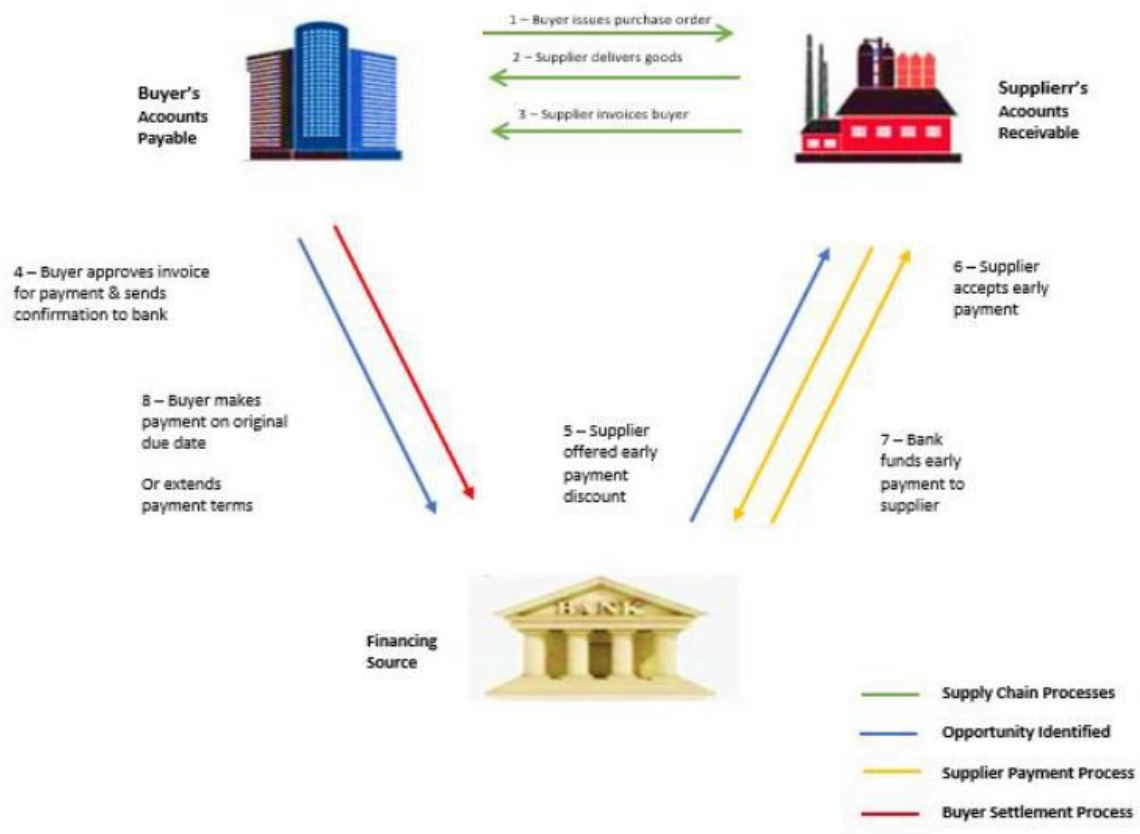 1 – Buyer issues purchase order
2 – Supplier delivers goods
3 – Supplier invoices buyer
Buyer's
Acoounts
Payable
Supplierr's
Acoounts
Receivable
4 – Buyer approves invoice
for payment & sends
confirmation to bank
6 – Supplier
accepts early
payment
8 – Buyer makes
payment on original
due date
Or extends
payment terms
5 – Supplier
offered early
payment
discount
7 – Bank
funds early
payment to
supplier
BANK
Financing
Source
Supply Chain Processes
Opportunity Identified
Supplier Payment Process
Buyer Settlement Process